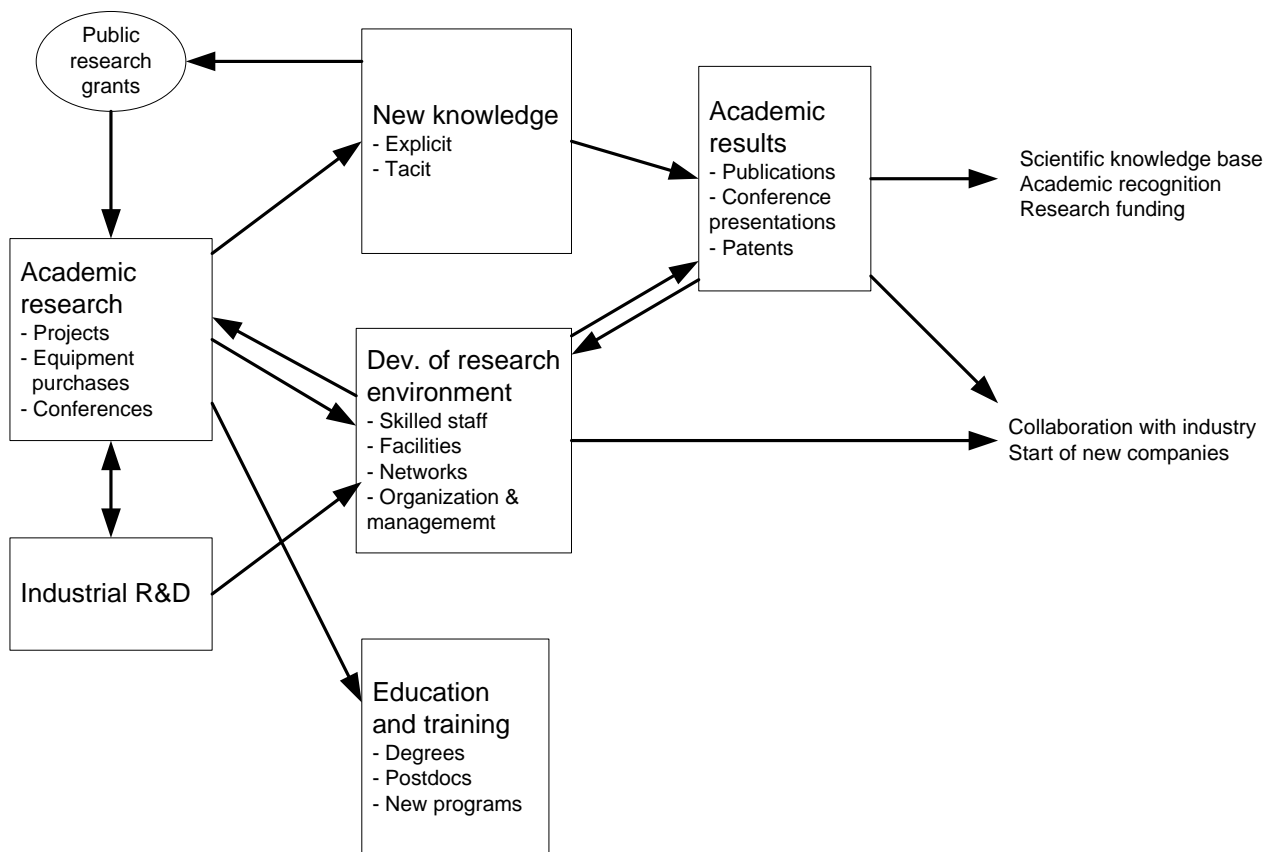 Public
research
grants
New knowledge
- Explicit
- Tacit
Academic
results
- Publications
- Conference
presentations
- Patents
Scientific knowledge base
Academic recognition
Research funding
Academic
research
- Projects
- Equipment
purchases
- Conferences
Dev. of research
environment
- Skilled staff
- Facilities
- Networks
- Organization &
managememt
Collaboration with industry
Start of new companies
Industrial R&D
Education
and training
- Degrees
- Postdocs
- New programs